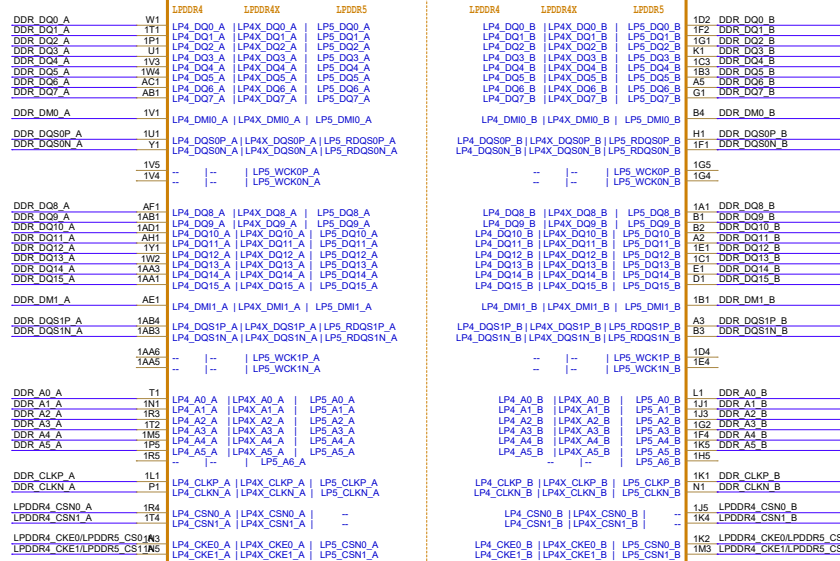 LPDDR4 LPDDR4X LPDDR5 LPDDR4 LPDDR4X LPDDR5
DDR_DQ0_A W1 LP4_DQ0_A |LP4X_DQ0_A | LP5_DQ0_A LP4_DQ0_B |LP4X_DQ0_B | LP5_DQ0_B 1D2 DDR_DQ0_B
DDR_DQ1_A 1T1 LP4_DQ1_A |LP4X_DQ1_A | LP5_DQ1_A LP4_DQ1_B |LP4X_DQ1_B | LP5_DQ1_B 1F2 DDR_DQ1_B
DDR_DQ2_A 1P1 LP4_DQ2_A |LP4X_DQ2_A | LP5_DQ2_A LP4_DQ2_B |LP4X_DQ2_B | LP5_DQ2_B 1G1 DDR_DQ2_B
DDR_DQ3_A U1 LP4_DQ3_A |LP4X_DQ3_A | LP5_DQ3_A LP4_DQ3_B |LP4X_DQ3_B | LP5_DQ3_B K1 DDR_DQ3_B
DDR_DQ4_A 1V3 LP4_DQ4_A |LP4X_DQ4_A | LP5_DQ4_A LP4_DQ4_B |LP4X_DQ4_B | LP5_DQ4_B 1C3 DDR_DQ4_B
DDR_DQ5_A 1W4 LP4_DQ5_A |LP4X_DQ5_A | LP5_DQ5_A LP4_DQ5_B |LP4X_DQ5_B | LP5_DQ5_B 1B3 DDR_DQ5_B
DDR_DQ6_A AC1 LP4_DQ6_A |LP4X_DQ6_A | LP5_DQ6_A LP4_DQ6_B |LP4X_DQ6_B | LP5_DQ6_B A5 DDR_DQ6_B
DDR_DQ7_A AB1 LP4_DQ7_A |LP4X_DQ7_A | LP5_DQ7_A LP4_DQ7_B |LP4X_DQ7_B | LP5_DQ7_B G1 DDR_DQ7_B
DDR_DM0_A 1V1 LP4_DMI0_A |LP4X_DMI0_A | LP5_DMI0_A LP4_DMI0_B |LP4X_DMI0_B | LP5_DMI0_B B4 DDR_DM0_B
DDR_DQS0P_A 1U1 LP4_DQS0P_A|LP4X_DQS0P_A|LP5_RDQS0P_A LP4_DQS0P_B|LP4X_DQS0P_B|LP5_RDQS0P_B H1 DDR_DQS0P_B
DDR_DQS0N_A Y1 LP4_DQS0N_A|LP4X_DQS0N_A|LP5_RDQS0N_A LP4_DQS0N_B|LP4X_DQS0N_B|LP5_RDQS0N_B 1F1 DDR_DQS0N_B
1V5 -- |-- | LP5_WCK0P_A -- |-- | LP5_WCK0P_B 1G5
1V4 -- |-- | LP5_WCK0N_A -- |-- | LP5_WCK0N_B 1G4
DDR_DQ8_A AF1 LP4_DQ8_A |LP4X_DQ8_A | LP5_DQ8_A LP4_DQ8_B |LP4X_DQ8_B | LP5_DQ8_B 1A1 DDR_DQ8_B
DDR_DQ9_A 1AB1 LP4_DQ9_A |LP4X_DQ9_A | LP5_DQ9_A LP4_DQ9_B |LP4X_DQ9_B | LP5_DQ9_B B1 DDR_DQ9_B
DDR_DQ10_A 1AD1 LP4_DQ10_A |LP4X_DQ10_A | LP5_DQ10_A LP4_DQ10_B |LP4X_DQ10_B | LP5_DQ10_B B2 DDR_DQ10_B
DDR_DQ11_A AH1 LP4_DQ11_A |LP4X_DQ11_A | LP5_DQ11_A LP4_DQ11_B |LP4X_DQ11_B | LP5_DQ11_B A2 DDR_DQ11_B
DDR_DQ12_A 1Y1 LP4_DQ12_A |LP4X_DQ12_A | LP5_DQ12_A LP4_DQ12_B |LP4X_DQ12_B | LP5_DQ12_B 1E1 DDR_DQ12_B
DDR_DQ13_A 1W2 LP4_DQ13_A |LP4X_DQ13_A | LP5_DQ13_A LP4_DQ13_B |LP4X_DQ13_B | LP5_DQ13_B 1C1 DDR_DQ13_B
DDR_DQ14_A 1AA3 LP4_DQ14_A |LP4X_DQ14_A | LP5_DQ14_A LP4_DQ14_B |LP4X_DQ14_B | LP5_DQ14_B E1 DDR_DQ14_B
DDR_DQ15_A 1AA1 LP4_DQ15_A |LP4X_DQ15_A | LP5_DQ15_A LP4_DQ15_B |LP4X_DQ15_B | LP5_DQ15_B D1 DDR_DQ15_B
DDR_DM1_A AE1 LP4_DMI1_A |LP4X_DMI1_A | LP5_DMI1_A LP4_DMI1_B |LP4X_DMI1_B | LP5_DMI1_B 1B1 DDR_DM1_B
DDR_DQS1P_A 1AB4 LP4_DQS1P_A|LP4X_DQS1P_A|LP5_RDQS1P_A LP4_DQS1P_B|LP4X_DQS1P_B|LP5_RDQS1P_B A3 DDR_DQS1P_B
DDR_DQS1N_A 1AB3 LP4_DQS1N_A|LP4X_DQS1N_A|LP5_RDQS1N_A LP4_DQS1N_B|LP4X_DQS1N_B|LP5_RDQS1N_B B3 DDR_DQS1N_B
1AA6 -- |-- | LP5_WCK1P_A -- |-- | LP5_WCK1P_B 1D4
1AA5 -- |-- | LP5_WCK1N_A -- |-- | LP5_WCK1N_B 1E4
DDR_A0_A T1 LP4_A0_A |LP4X_A0_A | LP5_A0_A LP4_A0_B |LP4X_A0_B | LP5_A0_B L1 DDR_A0_B
DDR_A1_A 1N1 LP4_A1_A |LP4X_A1_A | LP5_A1_A LP4_A1_B |LP4X_A1_B | LP5_A1_B 1J1 DDR_A1_B
DDR_A2_A 1R3 LP4_A2_A |LP4X_A2_A | LP5_A2_A LP4_A2_B |LP4X_A2_B | LP5_A2_B 1J3 DDR_A2_B
DDR_A3_A 1T2 LP4_A3_A |LP4X_A3_A | LP5_A3_A LP4_A3_B |LP4X_A3_B | LP5_A3_B 1G2 DDR_A3_B
DDR_A4_A 1M5 LP4_A4_A |LP4X_A4_A | LP5_A4_A LP4_A4_B |LP4X_A4_B | LP5_A4_B 1F4 DDR_A4_B
DDR_A5_A 1P5 LP4_A5_A |LP4X_A5_A | LP5_A5_A LP4_A5_B |LP4X_A5_B | LP5_A5_B 1K5 DDR_A5_B
1R5 -- |-- | LP5_A6_A -- |-- | LP5_A6_B 1H5
DDR_CLKP_A 1L1 LP4_CLKP_A |LP4X_CLKP_A | LP5_CLKP_A LP4_CLKP_B |LP4X_CLKP_B | LP5_CLKP_B 1K1 DDR_CLKP_B
DDR_CLKN_A P1 LP4_CLKN_A |LP4X_CLKN_A | LP5_CLKN_A LP4_CLKN_B |LP4X_CLKN_B | LP5_CLKN_B N1 DDR_CLKN_B
LPDDR4_CSN0_A 1R4 LP4_CSN0_A |LP4X_CSN0_A | -- LP4_CSN0_B |LP4X_CSN0_B | -- 1J5 LPDDR4_CSN0_B
LPDDR4_CSN1_A 1T4 LP4_CSN1_A |LP4X_CSN1_A | -- LP4_CSN1_B |LP4X_CSN1_B | -- 1K4 LPDDR4_CSN1_B
LPDDR4_CKE0/LPDDR5_CS0 LP4_CKE0_A |LP4X_CKE0_A | LP5_CSN0_A LP4_CKE0_B |LP4X_CKE0_B | LP5_CSN0_B 1K2 LPDDR4_CKE0/LPDDR5_CS
LPDDR4_CKE1/LPDDR5_CS1 LP4_CKE1_A |LP4X_CKE1_A | LP5_CSN1_A LP4_CKE1_B |LP4X_CKE1_B | LP5_CSN1_B 1M3 LPDDR4_CKE1/LPDDR5_CS